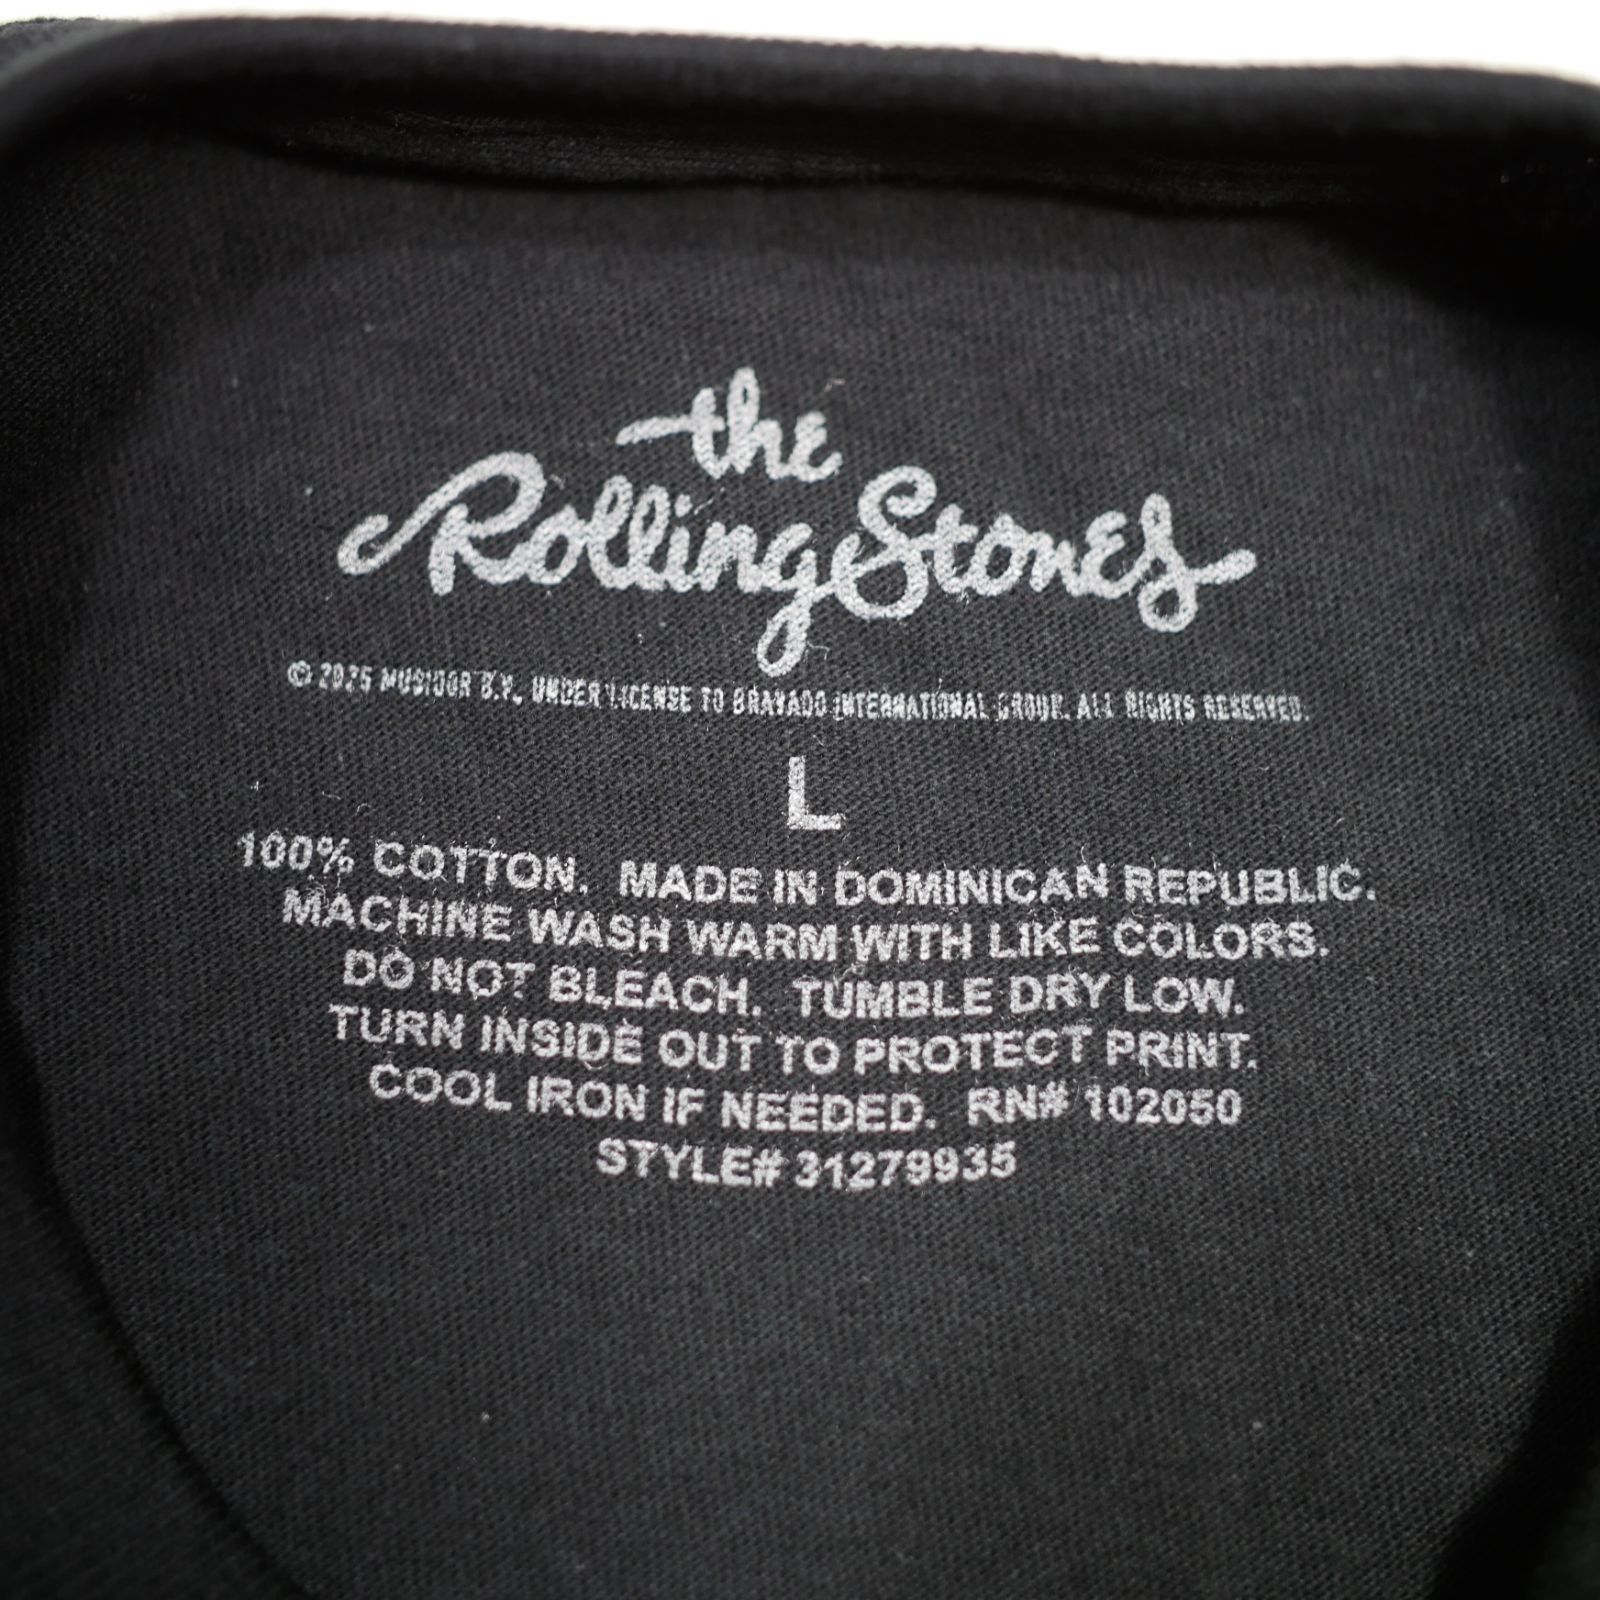 the
Rolling Stones
© 2025 MUSIDOR B.V. UNDER LICENSE TO BRAVADO INTERNATIONAL GROUP. ALL RIGHTS RESERVED.
L
100% COTTON. MADE IN DOMINICAN REPUBLIC.
MACHINE WASH WARM WITH LIKE COLORS.
DO NOT BLEACH. TUMBLE DRY LOW.
TURN INSIDE OUT TO PROTECT PRINT.
COOL IRON IF NEEDED. RN# 102050
STYLE# 31279935